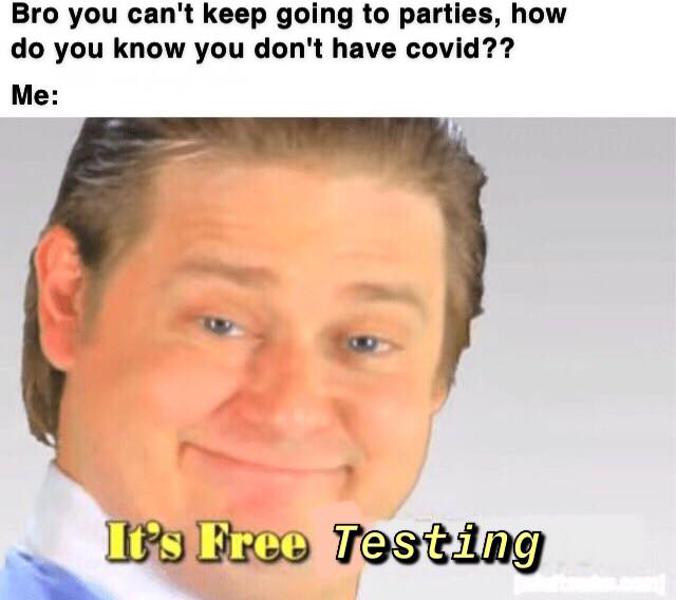 Bro you can't keep going to parties, how
do you know you don't have covid??
Me:
It's Free Testing